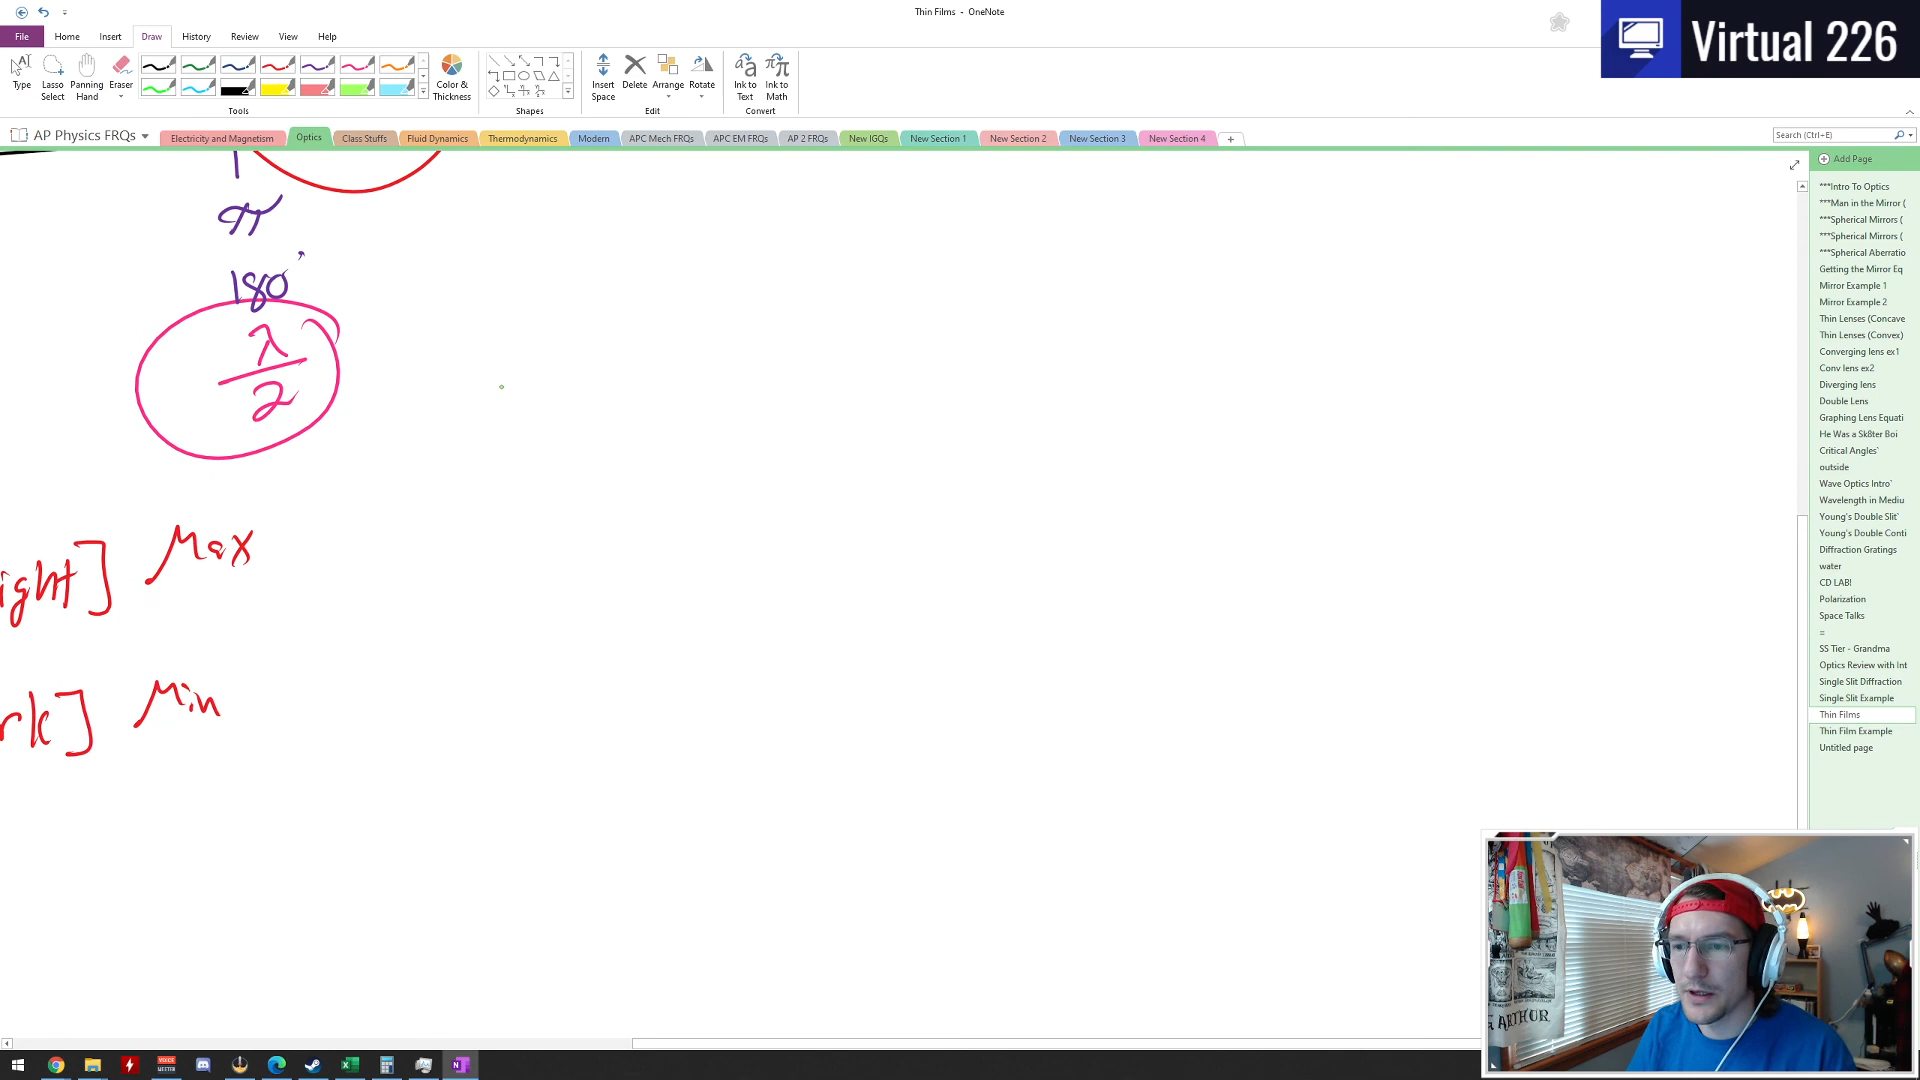 Thin Films - OneNote
Virtual 226
File Home Insert Draw History Review View Help
Type
Lasso Select
Panning Hand
Eraser
Color & Thickness
Insert Space
Delete
Arrange
Rotate
Ink to Text
Ink to Math
Tools
Shapes
Edit
Convert
AP Physics FRQs
Electricity and Magnetism Optics Class Stuffs Fluid Dynamics Thermodynamics Modern APC Mech FRQs APC EM FRQs AP 2 FRQs New IGQs New Section 1 New Section 2 New Section 3 New Section 4
Search (Ctrl+E)
Add Page
***Intro To Optics
***Man in the Mirror (
***Spherical Mirrors (
***Spherical Mirrors (
***Spherical Aberratio
Getting the Mirror Eq
Mirror Example 1
Mirror Example 2
Thin Lenses (Concave
Thin Lenses (Convex)
Converging lens ex1
Conv lens ex2
Diverging lens
Double Lens
Graphing Lens Equati
He Was a Sk8ter Boi
Critical Angles`
outside
Wave Optics Intro`
Wavelength in Mediu
Young's Double Slit`
Young's Double Conti
Diffraction Gratings
water
CD LAB!
Polarization
Space Talks
=
SS Tier - Grandma
Optics Review with Int
Single Slit Diffraction
Single Slit Example
Thin Films
Thin Film Example
Untitled page
π
180°
λ
2
ight] Max
rk] Min
ARTHUR